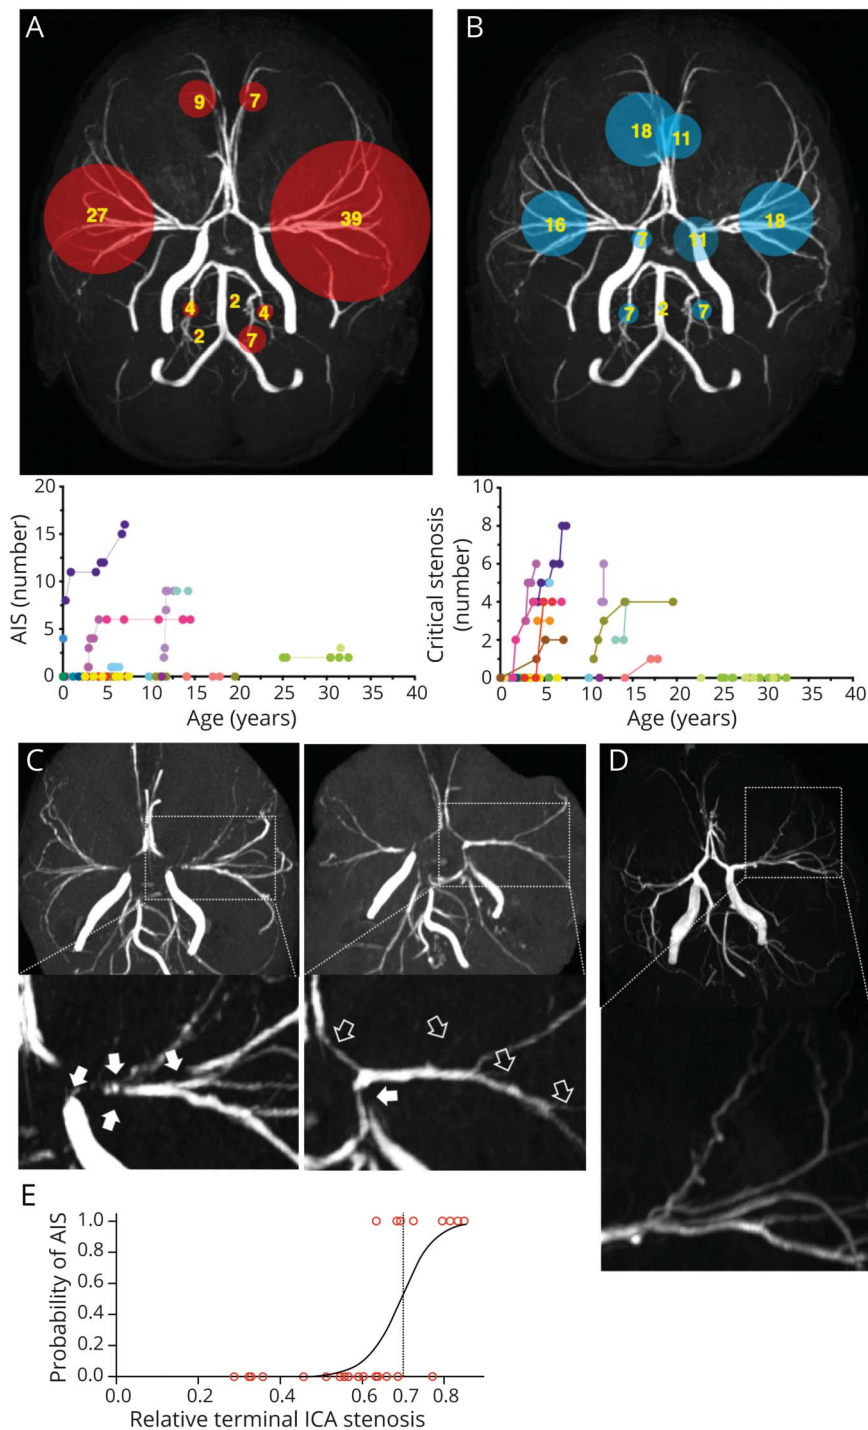 A
B
9
7
27
39
4
2
4
2
7
18
11
16
18
7
11
7
2
7
20
15
10
5
0
AIS (number)
0 5 10 15 20 25 30 35 40
Age (years)
10
8
6
4
2
0
Critical stenosis
(number)
0 5 10 15 20 25 30 35 40
Age (years)
C
D
E
1.0
0.8
0.6
0.4
0.2
0.0
Probability of AIS
0.0 0.2 0.4 0.6 0.7 0.8
Relative terminal ICA stenosis